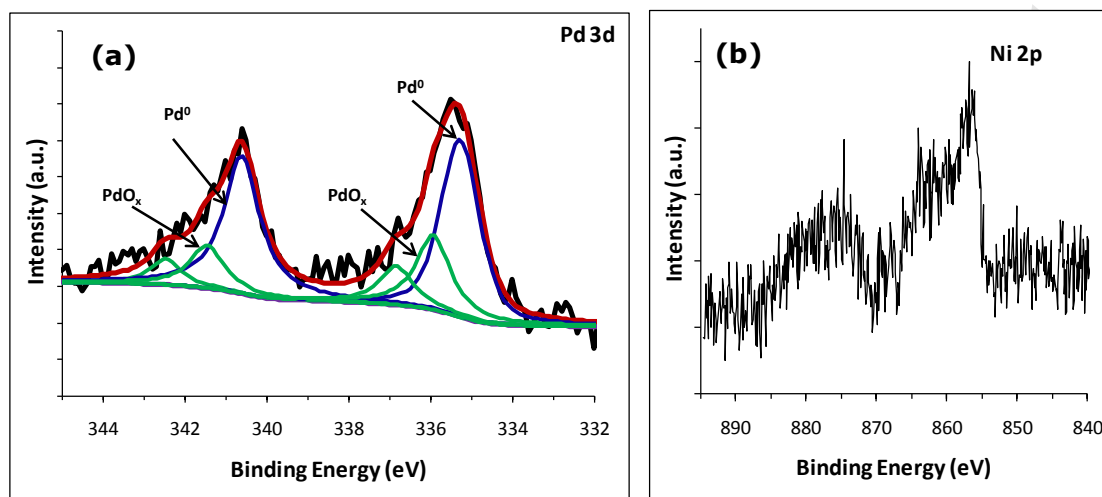 (a)
Pd 3d
Pd⁰
Pd⁰
PdOₓ
PdOₓ
Intensity (a.u.)
344 342 340 338 336 334 332
Binding Energy (eV)
(b)
Ni 2p
Intensity (a.u.)
890 880 870 860 850 840
Binding Energy (eV)